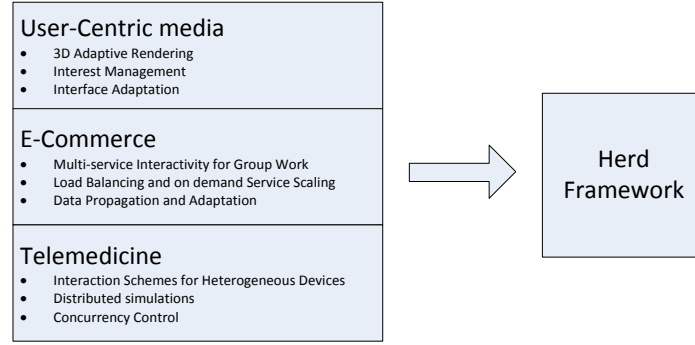 User-Centric media
• 3D Adaptive Rendering
• Interest Management
• Interface Adaptation
E-Commerce
• Multi-service Interactivity for Group Work
• Load Balancing and on demand Service Scaling
• Data Propagation and Adaptation
Telemedicine
• Interaction Schemes for Heterogeneous Devices
• Distributed simulations
• Concurrency Control
Herd
Framework